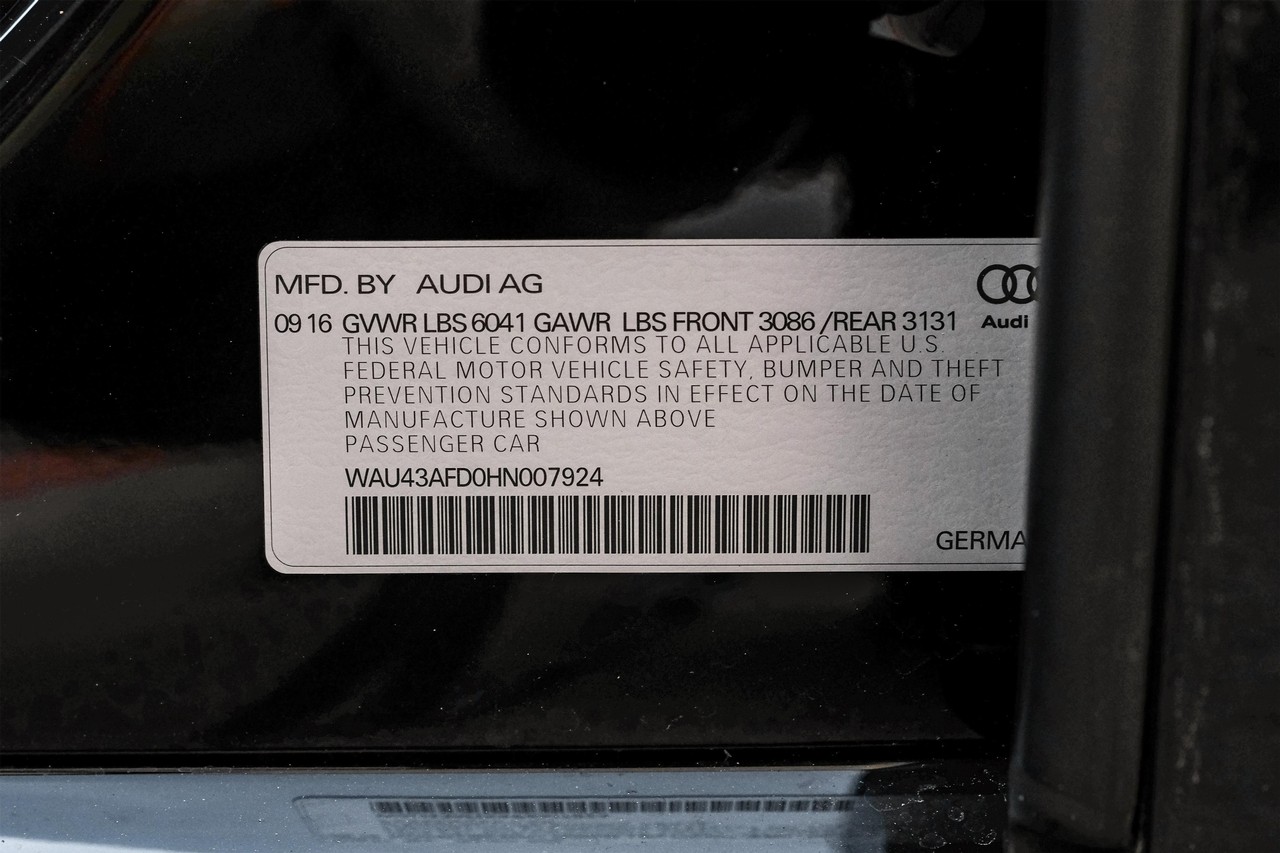 MFD. BY AUDI AG
09 16 GVWR LBS 6041 GAWR LBS FRONT 3086 /REAR 3131
Audi
THIS VEHICLE CONFORMS TO ALL APPLICABLE U.S.
FEDERAL MOTOR VEHICLE SAFETY, BUMPER AND THEFT
PREVENTION STANDARDS IN EFFECT ON THE DATE OF
MANUFACTURE SHOWN ABOVE
PASSENGER CAR
WAU43AFD0HN007924
GERMA